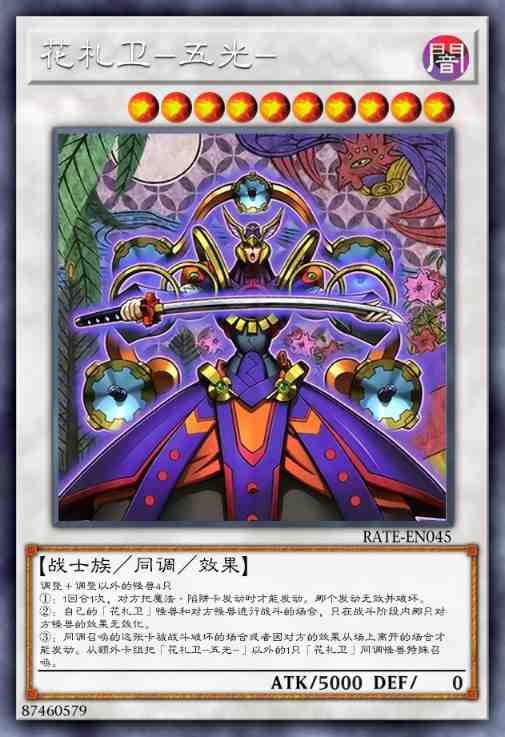 花札卫-五光-
闇
RATE-EN045
【战士族／同调／效果】
调整＋调整以外的怪兽4只
①：1回合1次，对方把魔法·陷阱卡发动时才能发动。那个发动无效并破坏。
②：自己的「花札卫」怪兽和对方怪兽进行战斗的场合，只在战斗阶段内那只对
方怪兽的效果无效化。
③：同调召唤的这张卡被战斗破坏的场合或者因对方的效果从场上离开的场合才
能发动。从额外卡组把「花札卫-五光-」以外的1只「花札卫」同调怪兽特殊召
唤。
ATK/5000 DEF/ 0
87460579